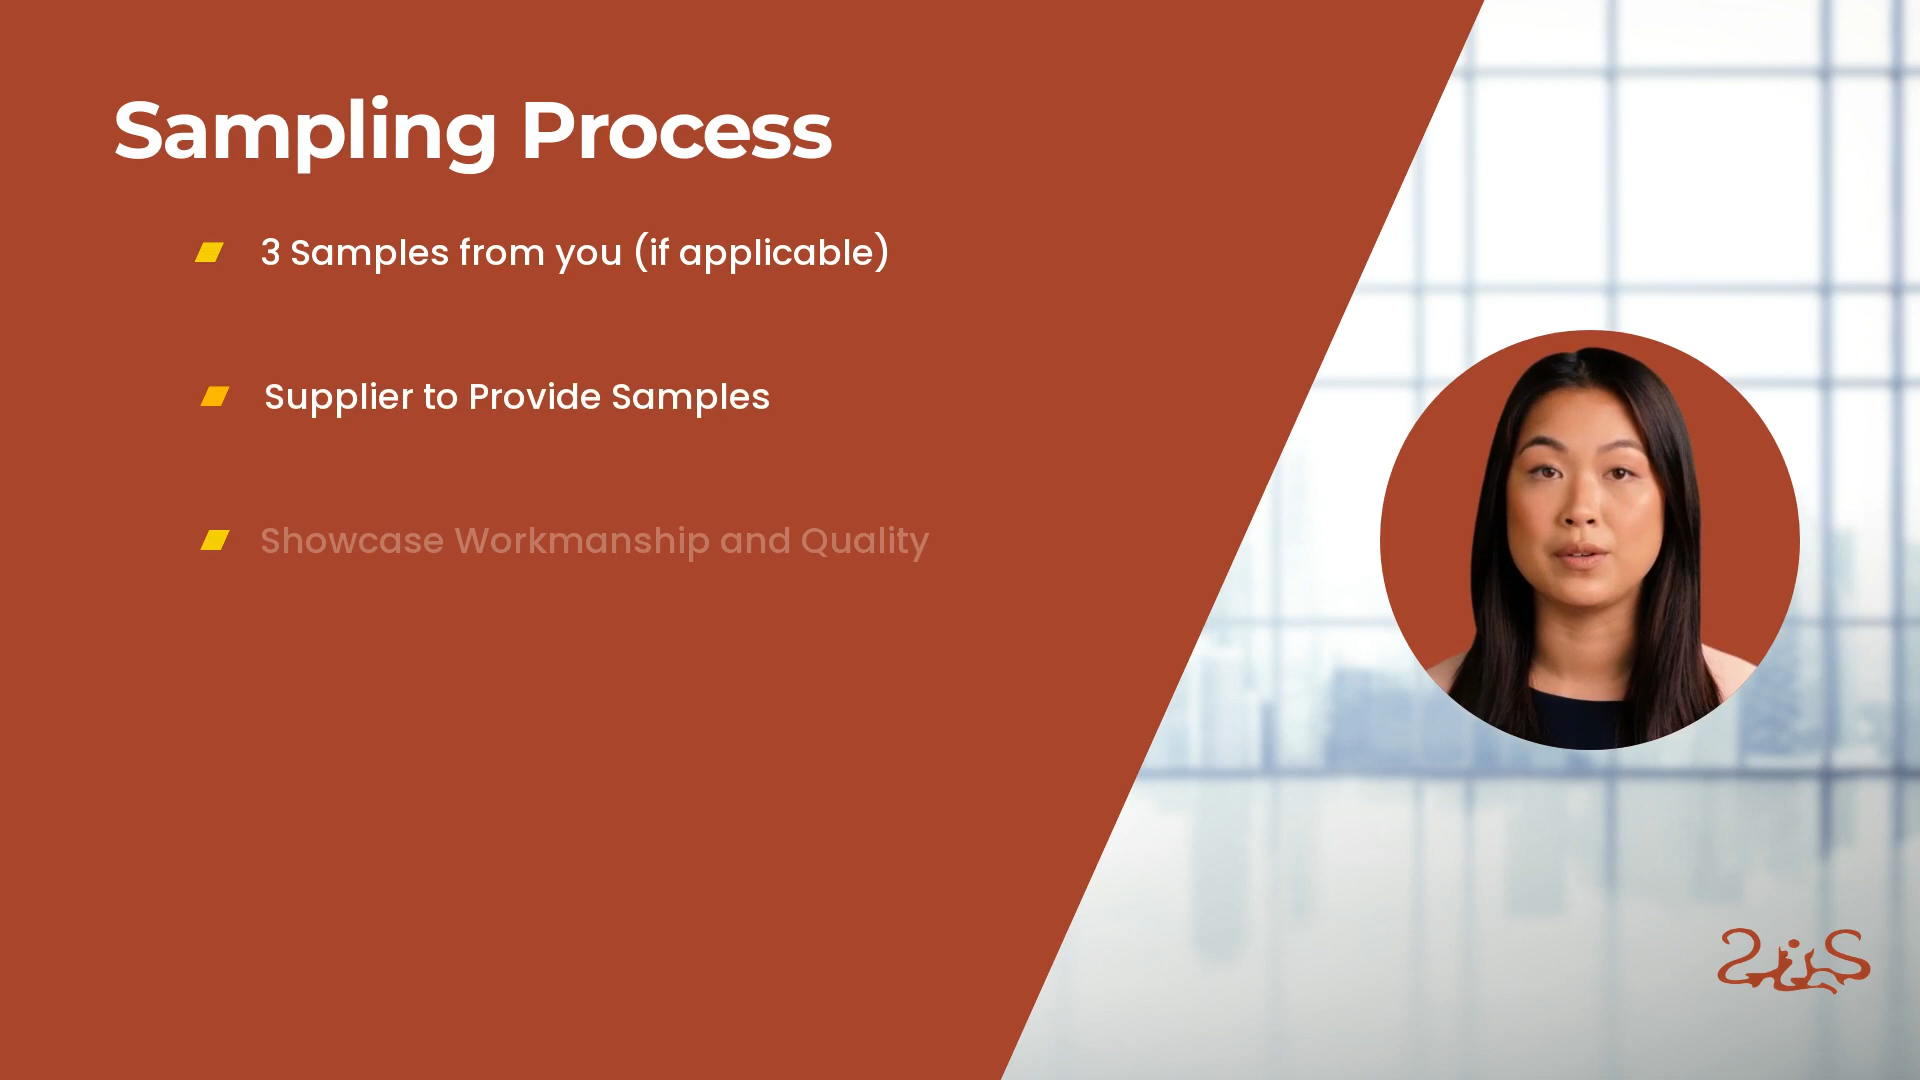 Sampling Process
3 Samples from you (if applicable)
Supplier to Provide Samples
Showcase Workmanship and Quality